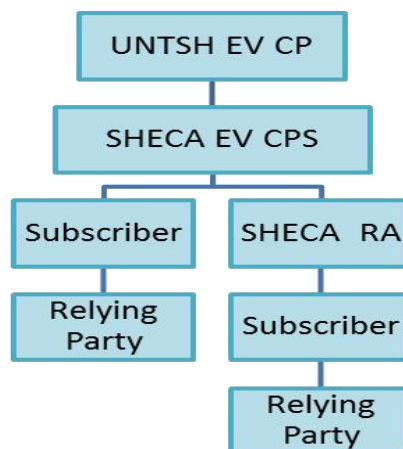 UNTSH EV CP
SHECA EV CPS
Subscriber
SHECA RA
Relying
Party
Subscriber
Relying
Party